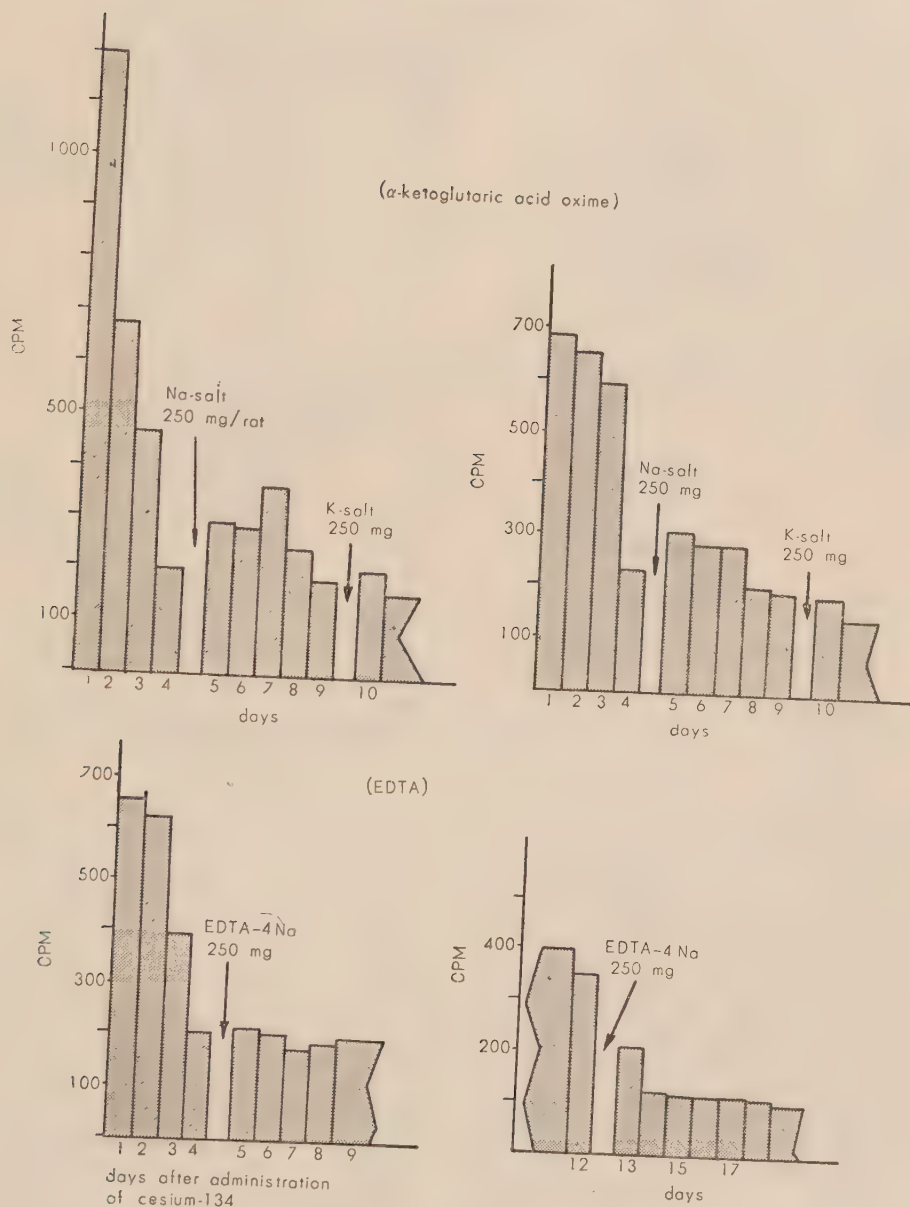 (α-ketoglutaric acid oxime)
CPM
1000
500
100
Na-salt
250 mg/rat
K-salt
250 mg
1 2 3 4 5 6 7 8 9 10
days
CPM
700
500
300
100
Na-salt
250 mg
K-salt
250 mg
1 2 3 4 5 6 7 8 9 10
days
(EDTA)
CPM
700
500
300
100
EDTA-4Na
250 mg
1 2 3 4 5 6 7 8 9
days after administration
of cesium-134
CPM
400
200
EDTA-4Na
250 mg
12 13 15 17
days